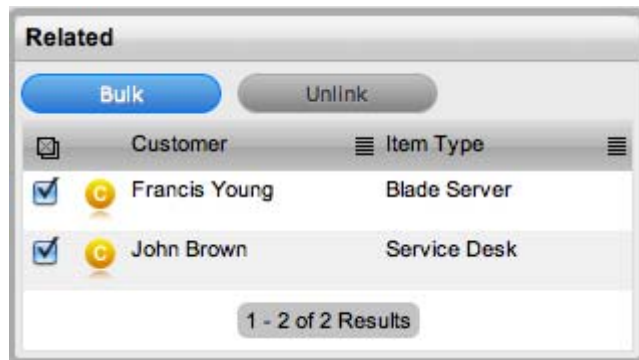 Related
Bulk Unlink
Customer Item Type
C Francis Young Blade Server
C John Brown Service Desk
1 - 2 of 2 Results